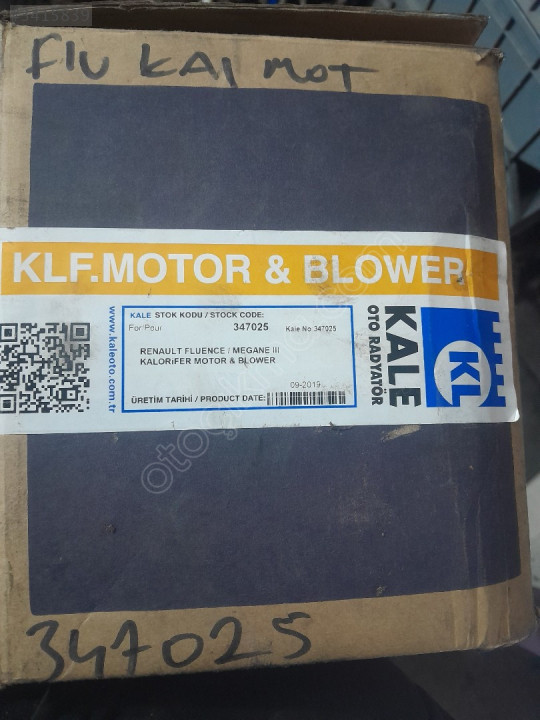 FLU KAL MOT
KLF.MOTOR & BLOWER
www.kaleoto.com.tr
KALE STOK KODU / STOCK CODE:
For/Pour 347025 Kale No 347025
RENAULT FLUENCE / MEGANE III
KALORİFER MOTOR & BLOWER
09-2019
ÜRETİM TARİHİ / PRODUCT DATE:
KALE
OTO RADYATÖR
KL
347025